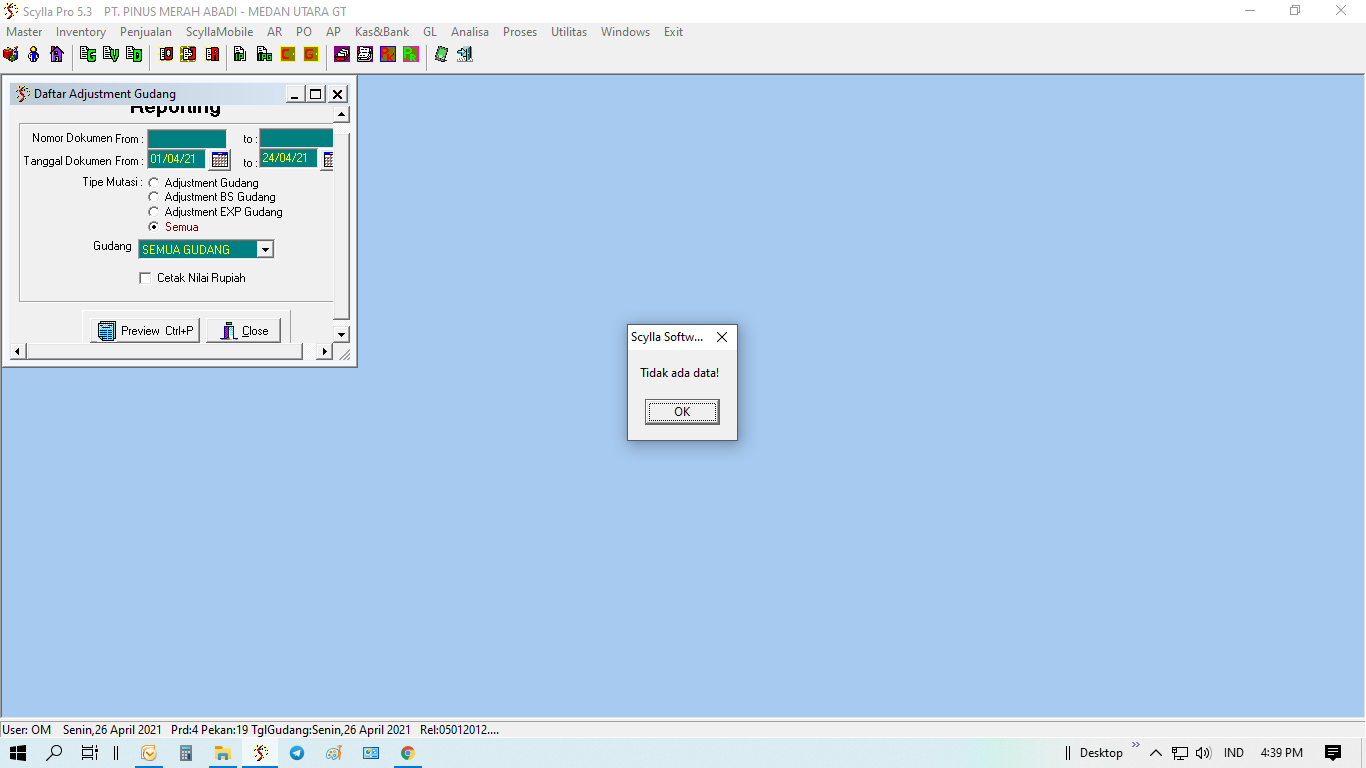 Scylla Pro 5.3    PT. PINUS MERAH ABADI - MEDAN UTARA GT
Master Inventory Penjualan ScyllaMobile AR PO AP Kas&Bank GL Analisa Proses Utilitas Windows Exit
Daftar Adjustment Gudang
Reporting
Nomor Dokumen From : to :
Tanggal Dokumen From : 01/04/21 to : 24/04/21
Tipe Mutasi : Adjustment Gudang
Adjustment BS Gudang
Adjustment EXP Gudang
Semua
Gudang SEMUA GUDANG
Cetak Nilai Rupiah
Preview Ctrl+P Close
Scylla Softw...
Tidak ada data!
OK
User: OM Senin,26 April 2021 Prd:4 Pekan:19 TglGudang:Senin,26 April 2021 Rel:05012012....
Desktop IND 4:39 PM